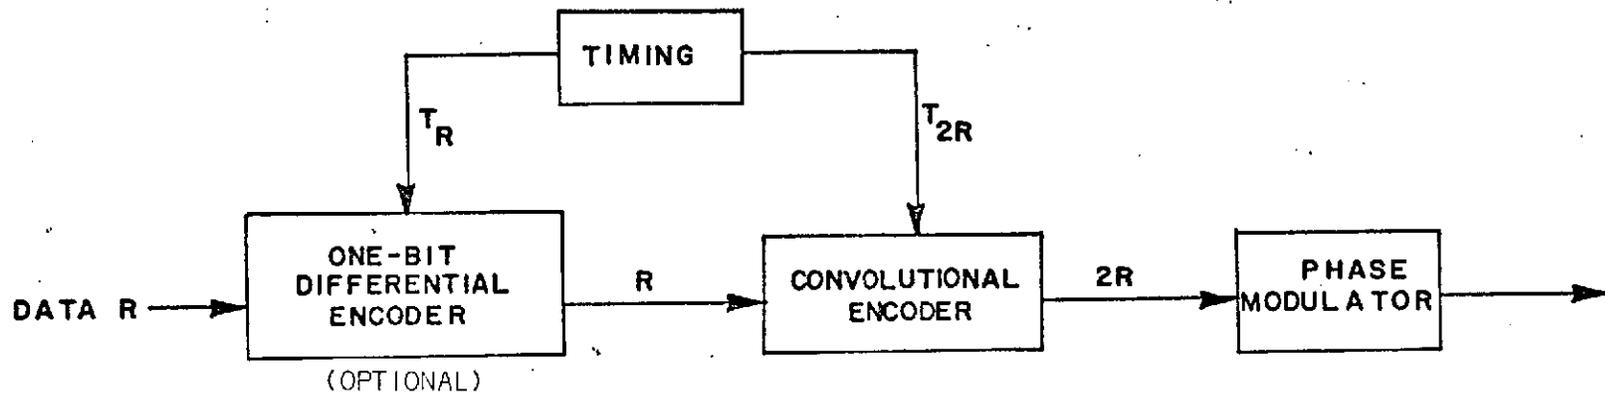 TIMING
T_R
T_2R
DATA R
ONE-BIT
DIFFERENTIAL
ENCODER
(OPTIONAL)
R
CONVOLUTIONAL
ENCODER
2R
PHASE
MODULATOR